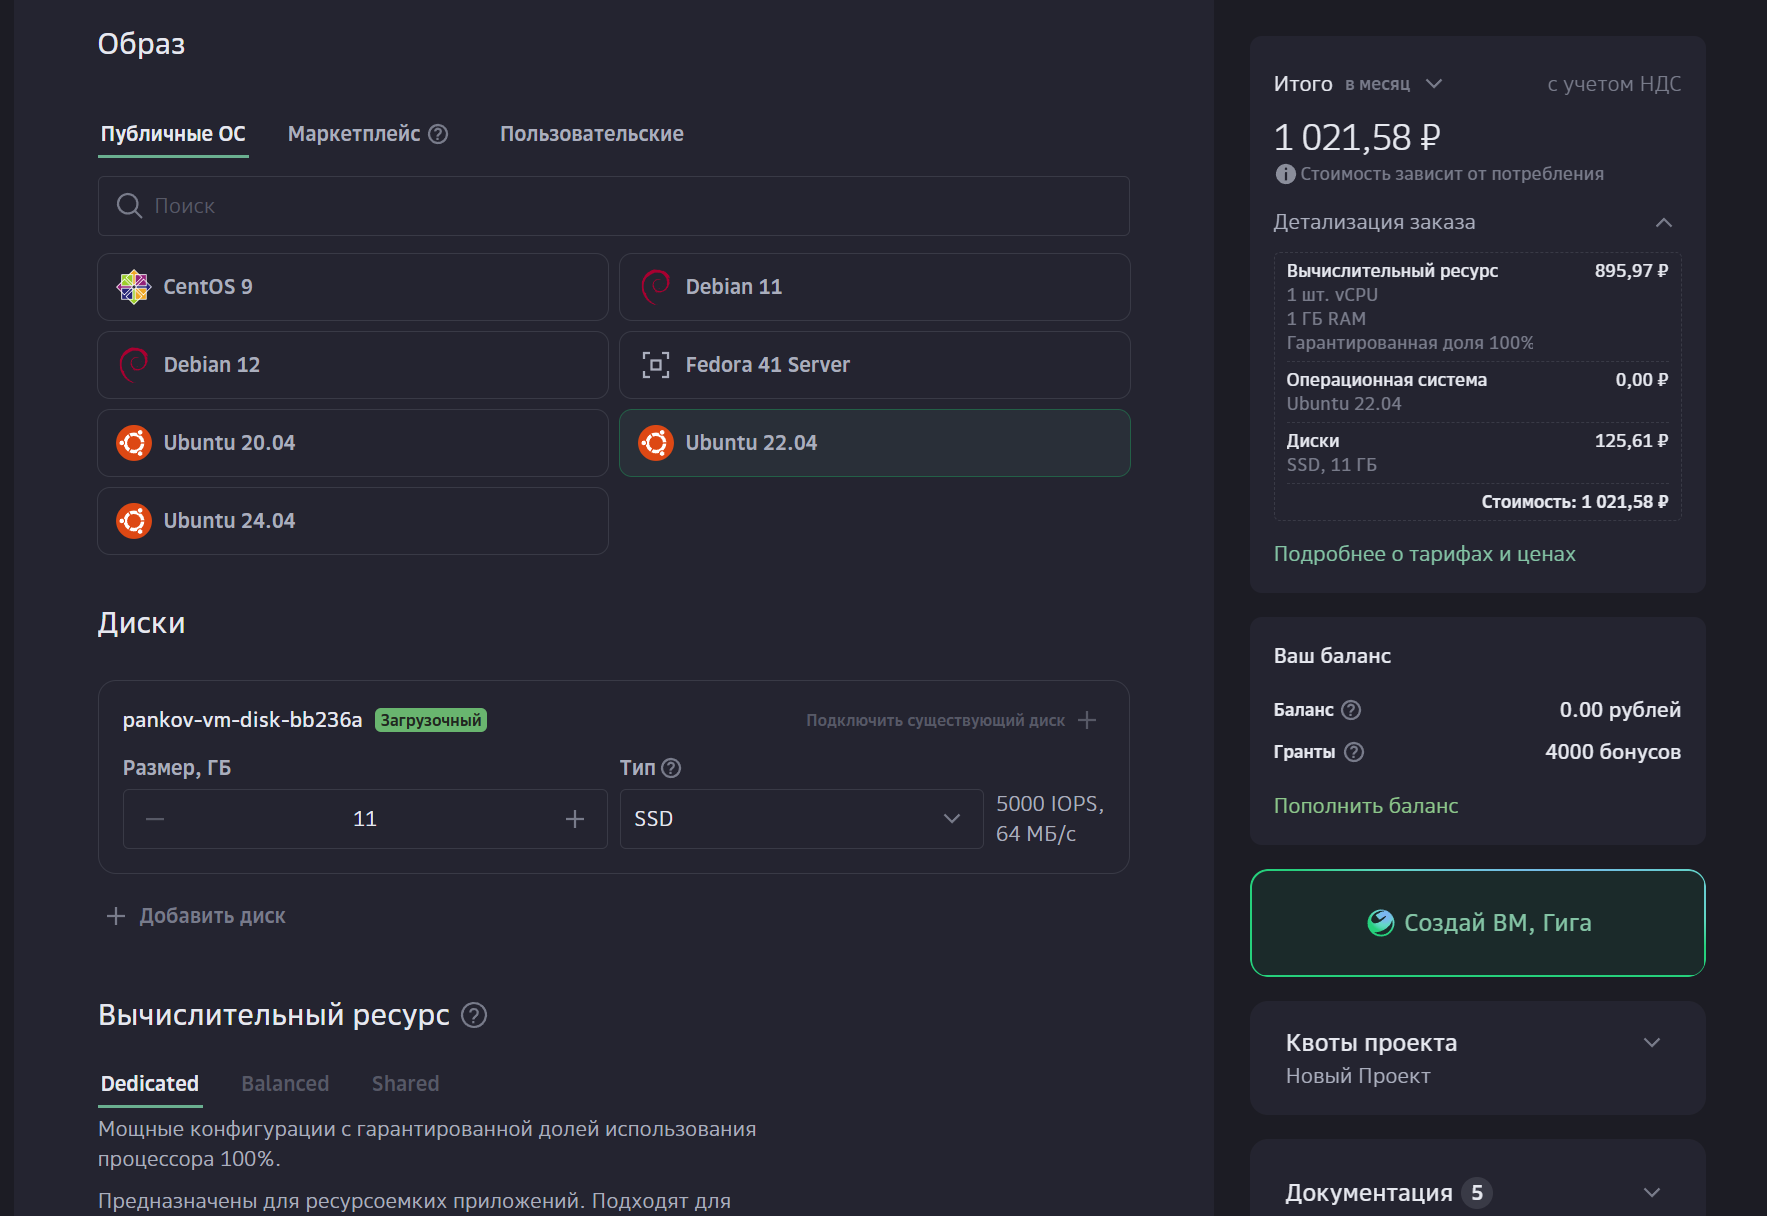 Образ
Публичные ОС
Маркетплейс
Пользовательские
Поиск
CentOS 9
Debian 11
Debian 12
Fedora 41 Server
Ubuntu 20.04
Ubuntu 22.04
Ubuntu 24.04
Диски
pankov-vm-disk-bb236a Загрузочный
Подключить существующий диск
Размер, ГБ
Тип
11
SSD
5000 IOPS,
64 МБ/с
Добавить диск
Вычислительный ресурс
Dedicated
Balanced
Shared
Мощные конфигурации с гарантированной долей использования
процессора 100%.
Предназначены для ресурсоемких приложений. Подходят для
Итого в месяц
с учетом НДС
1 021,58 ₽
Стоимость зависит от потребления
Детализация заказа
Вычислительный ресурс 895,97 ₽
1 шт. vCPU
1 ГБ RAM
Гарантированная доля 100%
Операционная система 0,00 ₽
Ubuntu 22.04
Диски 125,61 ₽
SSD, 11 ГБ
Стоимость: 1 021,58 ₽
Подробнее о тарифах и ценах
Ваш баланс
Баланс 0.00 рублей
Гранты 4000 бонусов
Пополнить баланс
Создай ВМ, Гига
Квоты проекта
Новый Проект
Документация 5